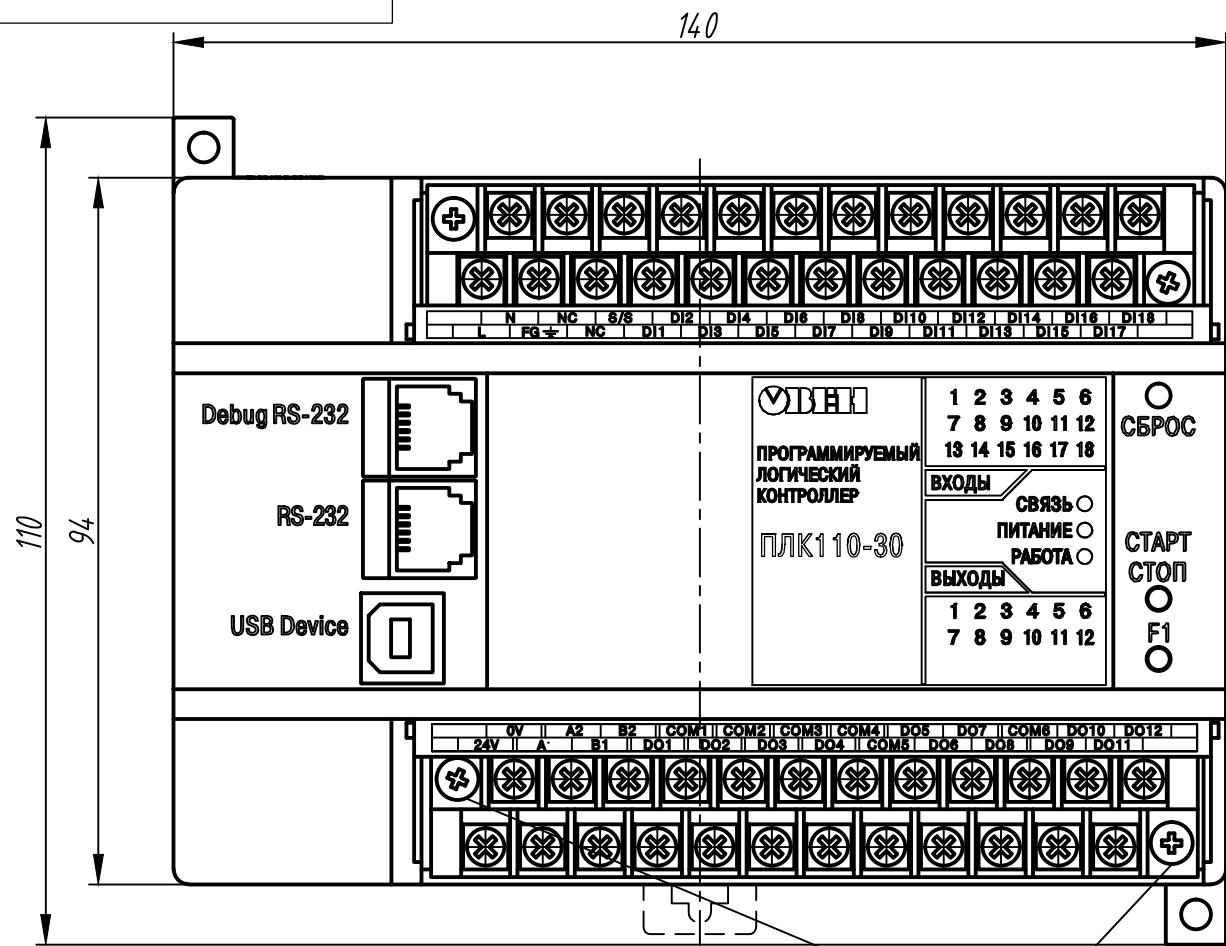 140
N NC S/S DI2 DI4 DI6 DI8 DI10 DI12 DI14 DI16 DI18
L FG NC DI1 DI3 DI5 DI7 DI9 DI11 DI13 DI15 DI17
110
94
Debug RS-232
RS-232
USB Device
ОВЕН
ПРОГРАММИРУЕМЫЙ
ЛОГИЧЕСКИЙ
КОНТРОЛЛЕР
ПЛК110-30
1 2 3 4 5 6
7 8 9 10 11 12
13 14 15 16 17 18
ВХОДЫ
СВЯЗЬ
ПИТАНИЕ
РАБОТА
ВЫХОДЫ
1 2 3 4 5 6
7 8 9 10 11 12
СБРОС
СТАРТ
СТОП
F1
0V A2 B2 COM1 COM2 COM3 COM4 DO5 DO7 COM6 DO10 DO12
24V B1 DO1 DO2 DO3 DO4 COM5 DO6 DO8 DO9 DO11